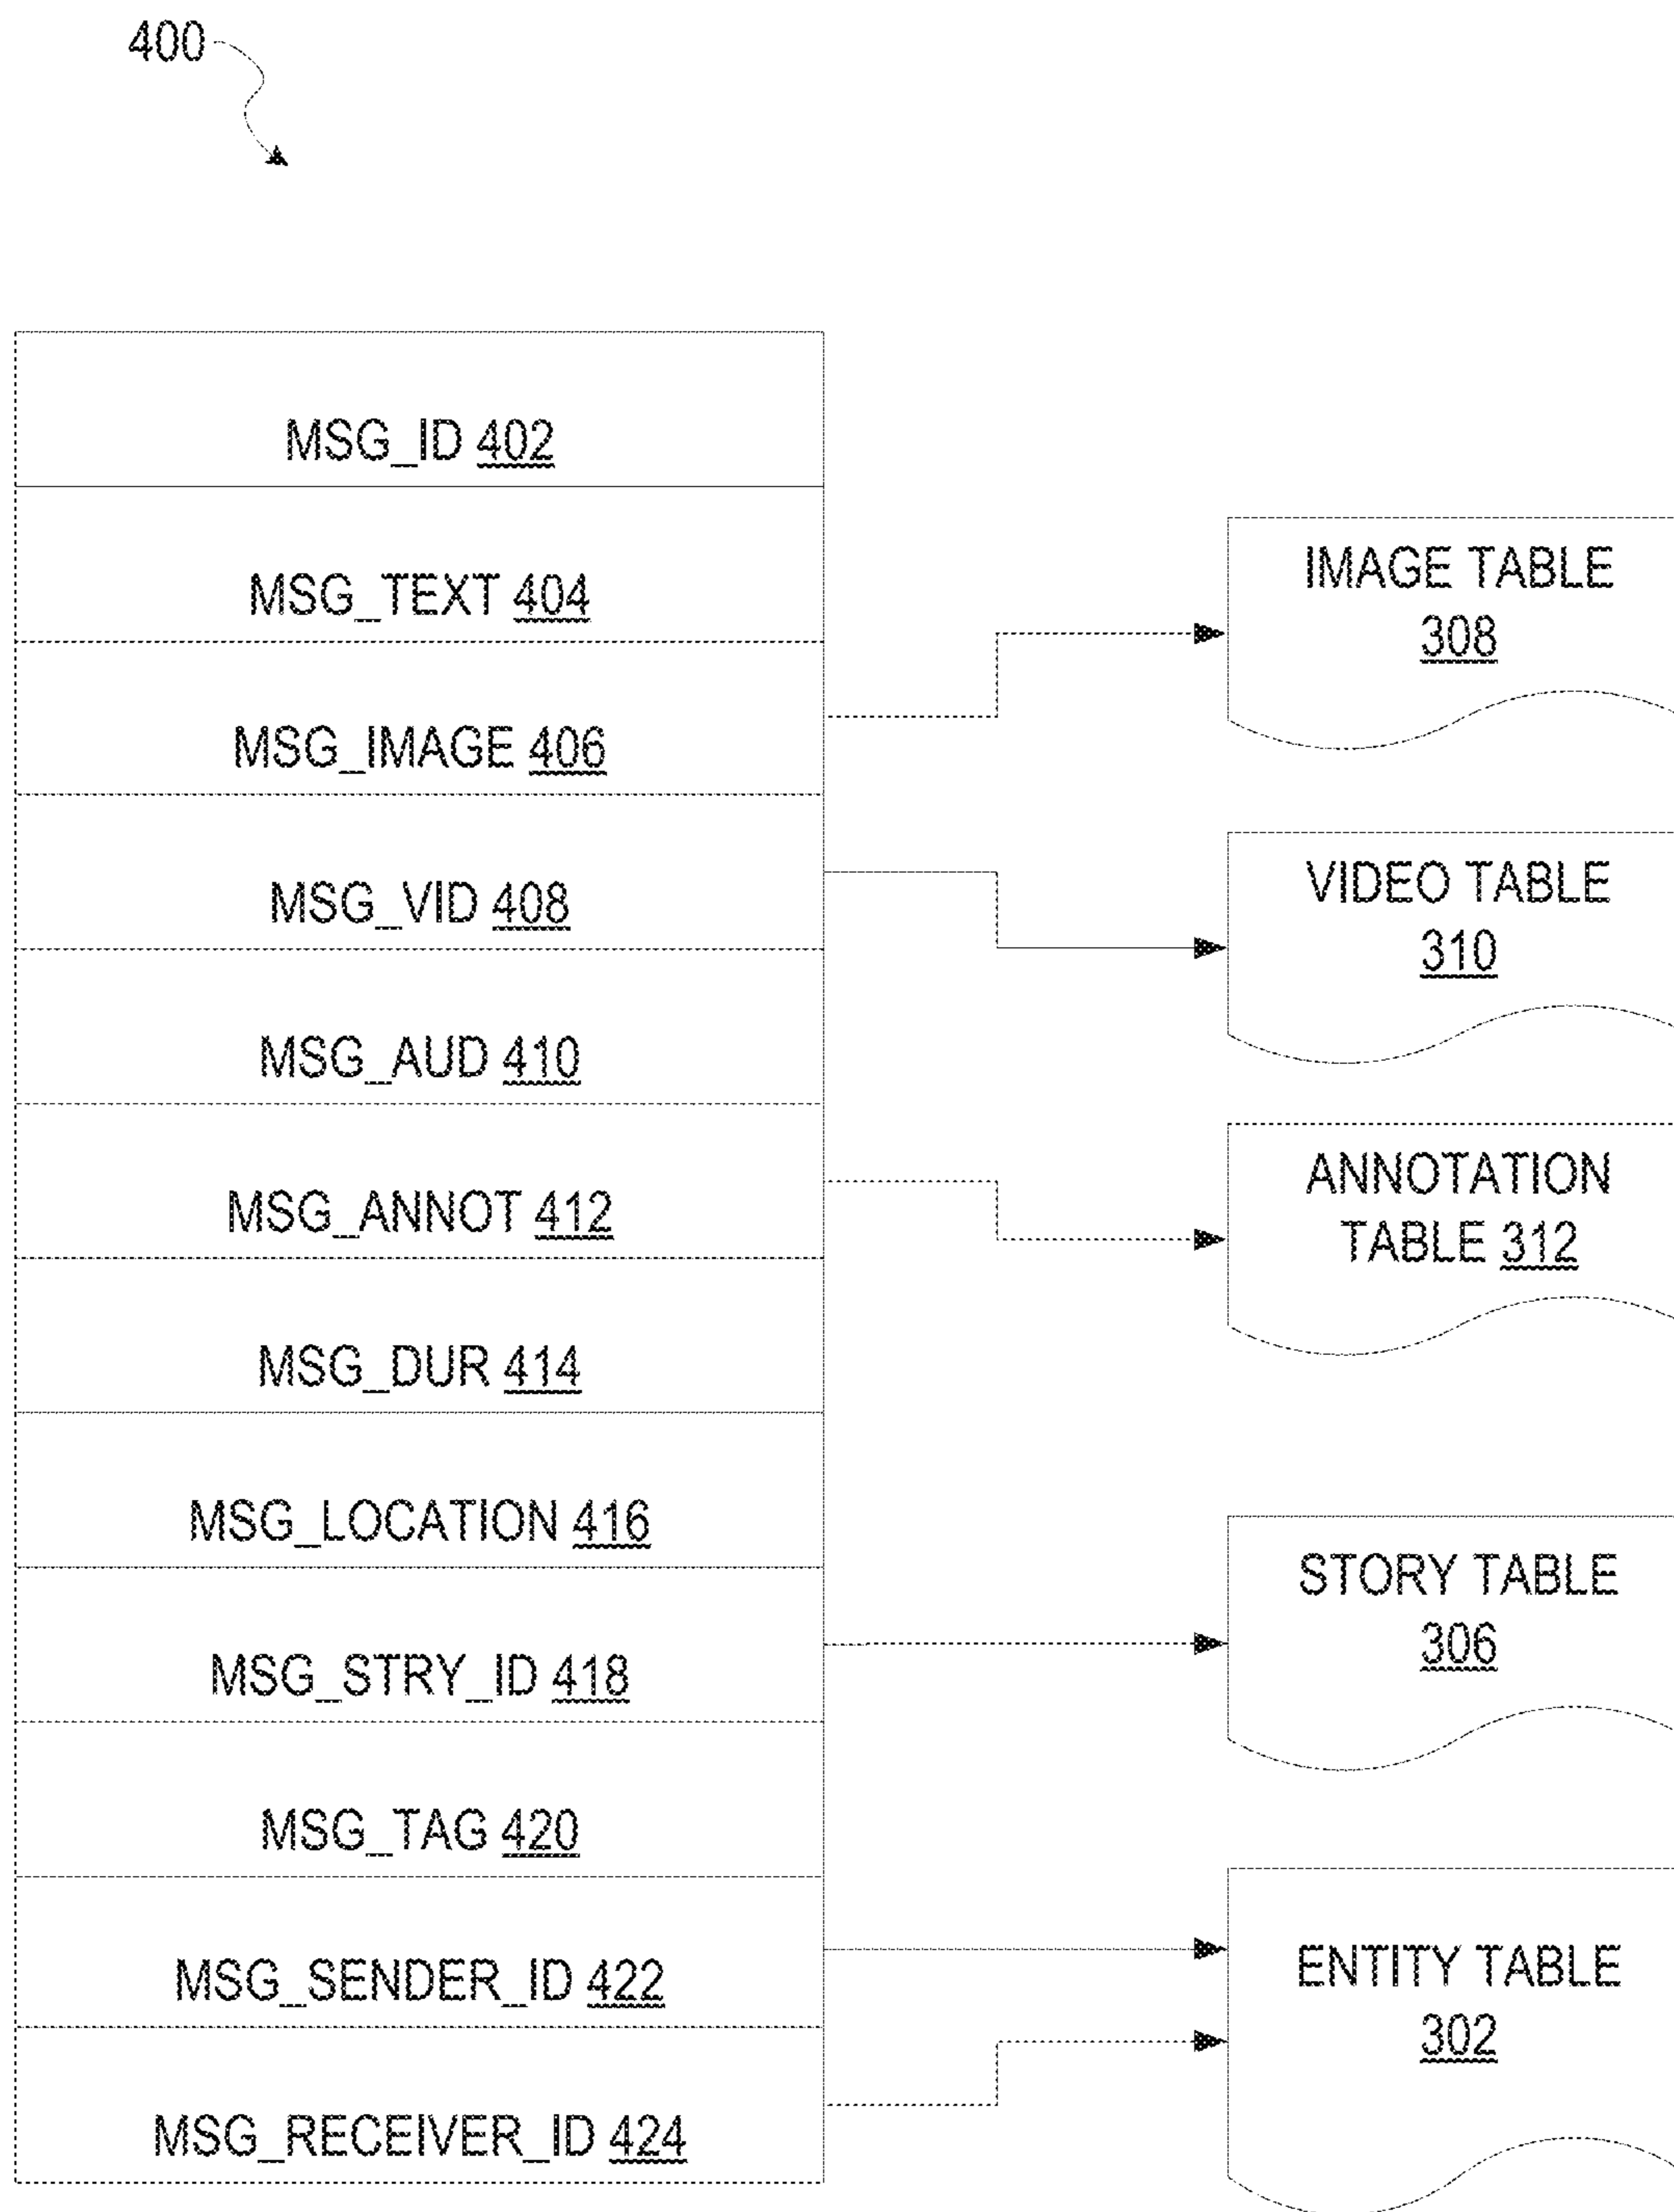 400
MSG_ID 402
MSG_TEXT 404
MSG_IMAGE 406
MSG_VID 408
MSG_AUD 410
MSG_ANNOT 412
MSG_DUR 414
MSG_LOCATION 416
MSG_STRY_ID 418
MSG_TAG 420
MSG_SENDER_ID 422
MSG_RECEIVER_ID 424
IMAGE TABLE
308
VIDEO TABLE
310
ANNOTATION
TABLE 312
STORY TABLE
306
ENTITY TABLE
302